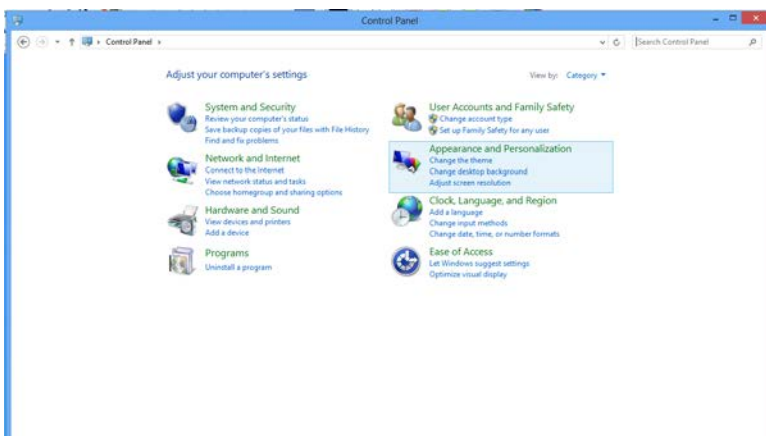 Control Panel
Control Panel
Search Control Panel
Adjust your computer's settings
View by: Category
System and Security
Review your computer's status
Save backup copies of your files with File History
Find and fix problems
Network and Internet
Connect to the Internet
View network status and tasks
Choose homegroup and sharing options
Hardware and Sound
View devices and printers
Add a device
Programs
Uninstall a program
User Accounts and Family Safety
Change account type
Set up Family Safety for any user
Appearance and Personalization
Change the theme
Change desktop background
Adjust screen resolution
Clock, Language, and Region
Add a language
Change input methods
Change date, time, or number formats
Ease of Access
Let Windows suggest settings
Optimize visual display